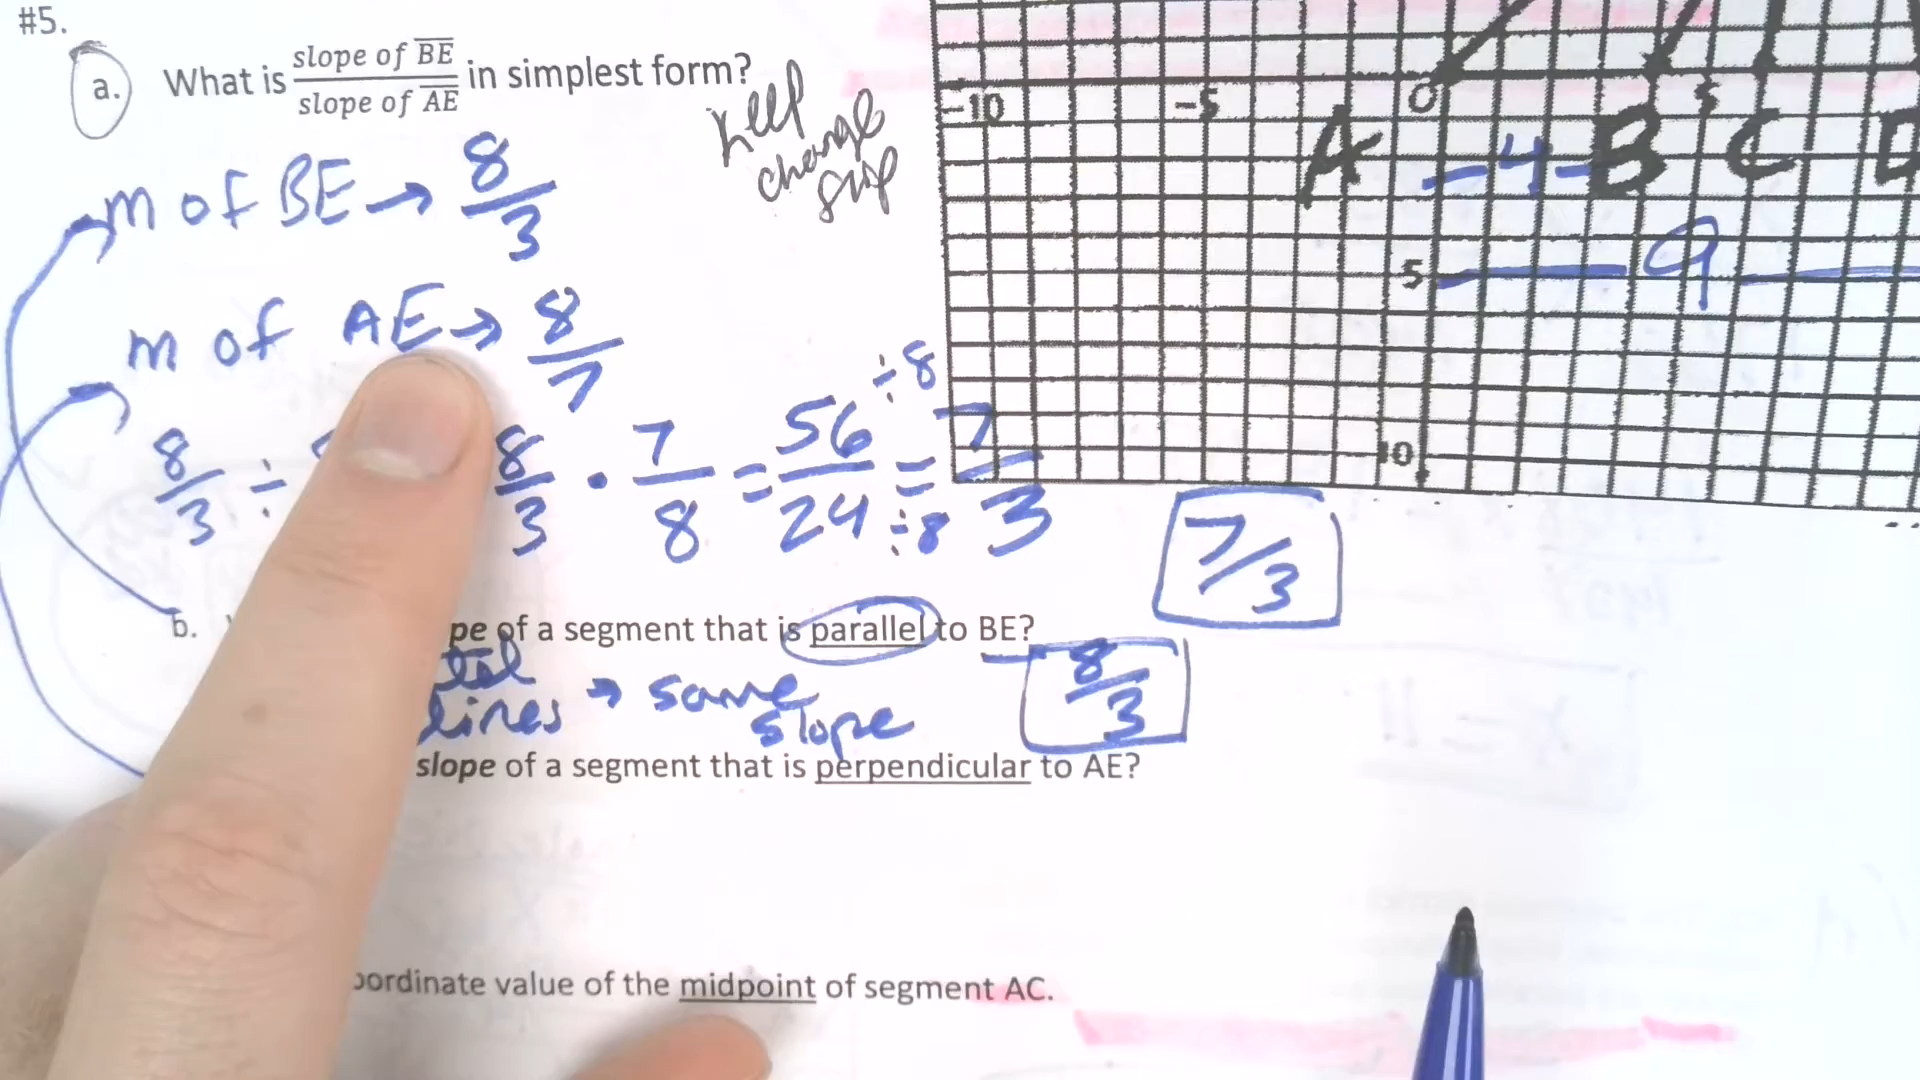 #5.
a. What is slope of BE / slope of AE in simplest form?
Keep
change
flip
m of BE → 8/3
m of AE → 8/7
8/3 ÷
8/3 · 7/8 = 56/24 = 7/3
÷8
÷8
7/3
-10 -5 0 5
A -4- B C D
5 9
10
b.
of a segment that is parallel to BE?
lines → same
slope
8/3
slope of a segment that is perpendicular to AE?
value of the midpoint of segment AC.